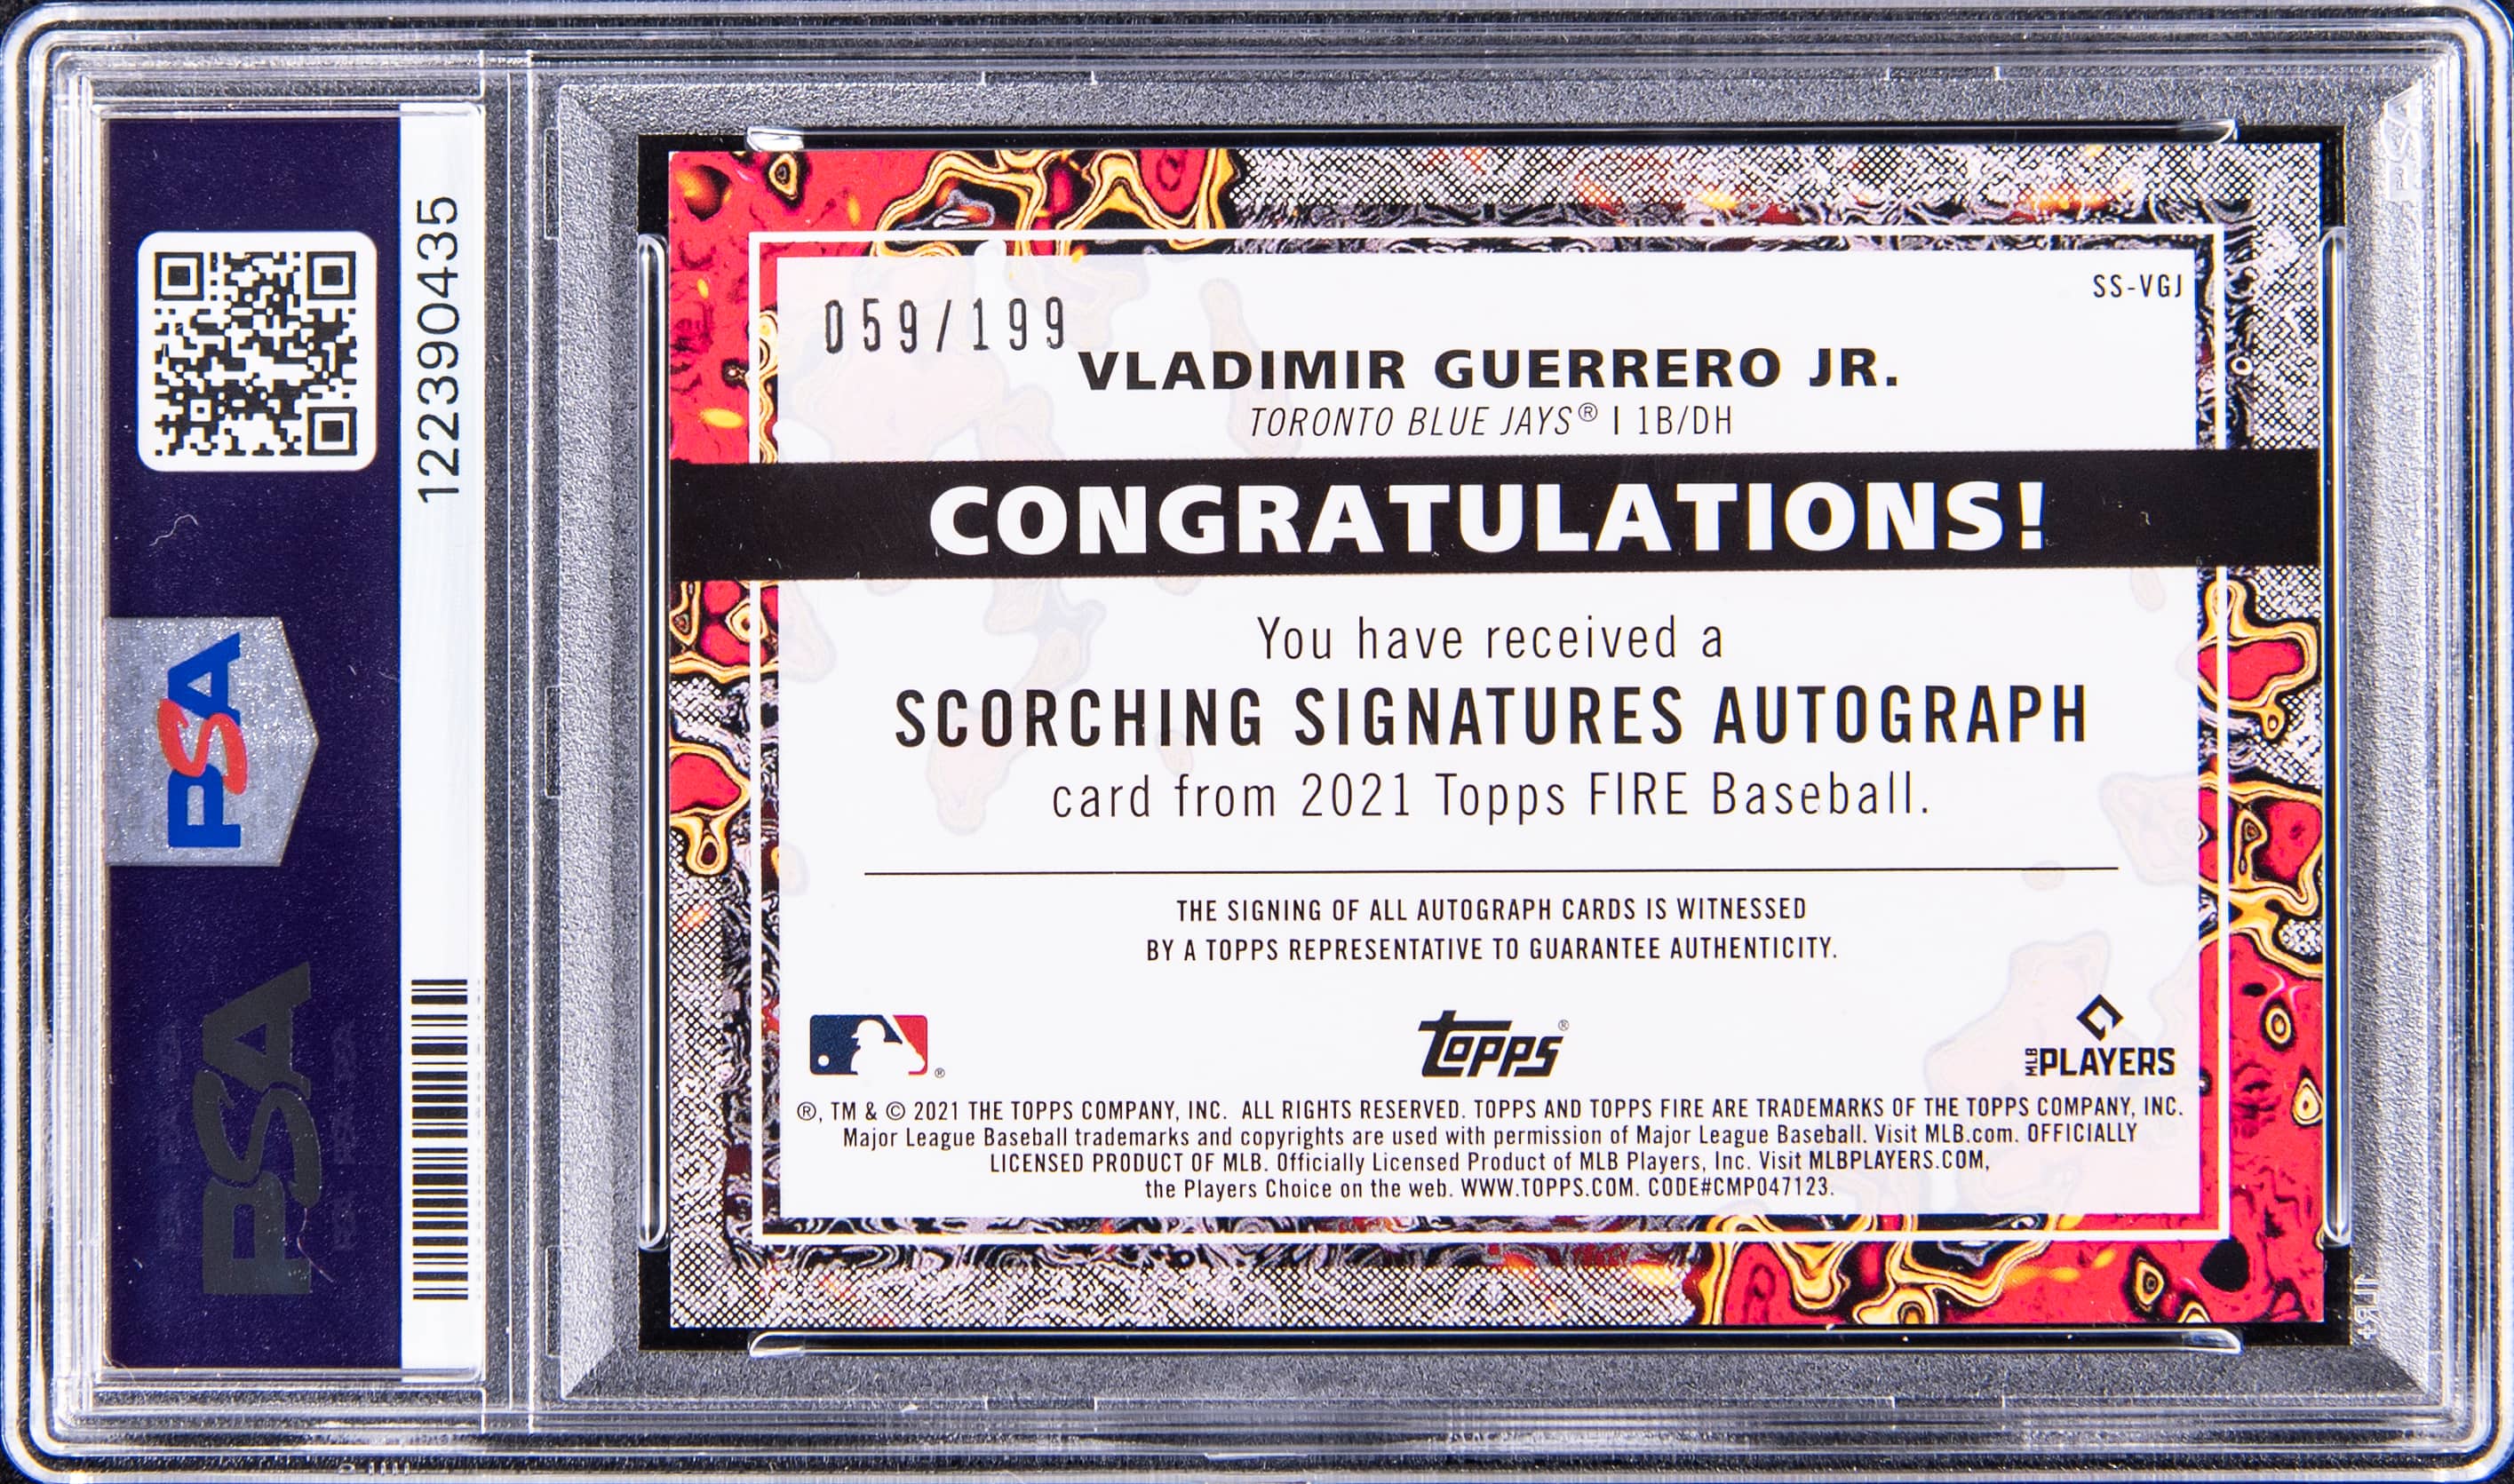 122390435
PSA
PSA
059/199
SS-VGJ
VLADIMIR GUERRERO JR.
TORONTO BLUE JAYS® | 1B/DH
CONGRATULATIONS!
You have received a
SCORCHING SIGNATURES AUTOGRAPH
card from 2021 Topps FIRE Baseball.
THE SIGNING OF ALL AUTOGRAPH CARDS IS WITNESSED
BY A TOPPS REPRESENTATIVE TO GUARANTEE AUTHENTICITY.
®
topps®
MLB PLAYERS
®, TM & © 2021 THE TOPPS COMPANY, INC. ALL RIGHTS RESERVED. TOPPS AND TOPPS FIRE ARE TRADEMARKS OF THE TOPPS COMPANY, INC.
Major League Baseball trademarks and copyrights are used with permission of Major League Baseball. Visit MLB.com. OFFICIALLY
LICENSED PRODUCT OF MLB. Officially Licensed Product of MLB Players, Inc. Visit MLBPLAYERS.COM,
the Players Choice on the web. WWW.TOPPS.COM. CODE#CMP047123.